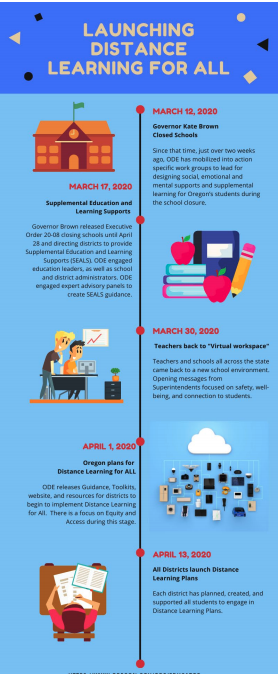 LAUNCHING
DISTANCE
LEARNING FOR ALL
MARCH 12, 2020
Governor Kate Brown
Closed Schools
Since that time, just over two weeks
ago, ODE has mobilized into action
specific work groups to lead for
designing social, emotional and
mental supports and supplemental
learning for Oregon's students during
the school closure.
MARCH 17, 2020
Supplemental Education and
Learning Supports
Governor Brown released Executive
Order 20-08 closing schools until April
28 and directing districts to provide
Supplemental Education and Learning
Supports (SEALS). ODE engaged
education leaders, as well as school
and district administrators. ODE
engaged expert advisory panels to
create SEALS guidance.
MARCH 30, 2020
Teachers back to "Virtual workspace"
Teachers and schools all across the state
came back to a new school environment.
Opening messages from
Superintendents focused on safety, well-
being, and connection to students.
APRIL 1, 2020
Oregon plans for
Distance Learning for ALL
ODE releases Guidance, Toolkits,
website, and resources for districts to
begin to implement Distance Learning
for All. There is a focus on Equity and
Access during this stage.
APRIL 13, 2020
All Districts launch Distance
Learning Plans
Each district has planned, created, and
supported all students to engage in
Distance Learning Plans.